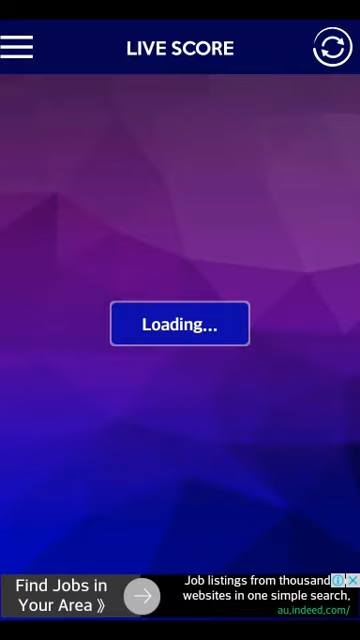 LIVE SCORE
Loading...
Find Jobs in
Your Area »
Job listings from thousand
websites in one simple search.
au.indeed.com/